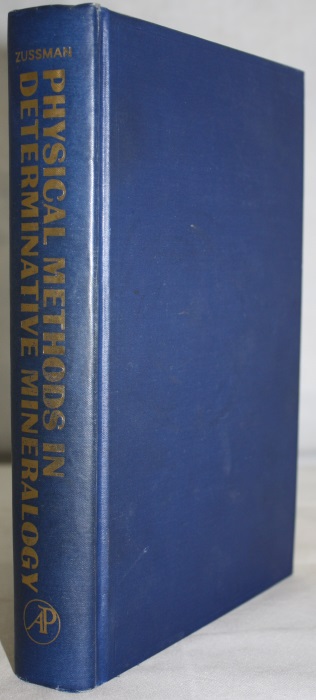 ZUSSMAN
PHYSICAL METHODS IN
DETERMINATIVE MINERALOGY
AP